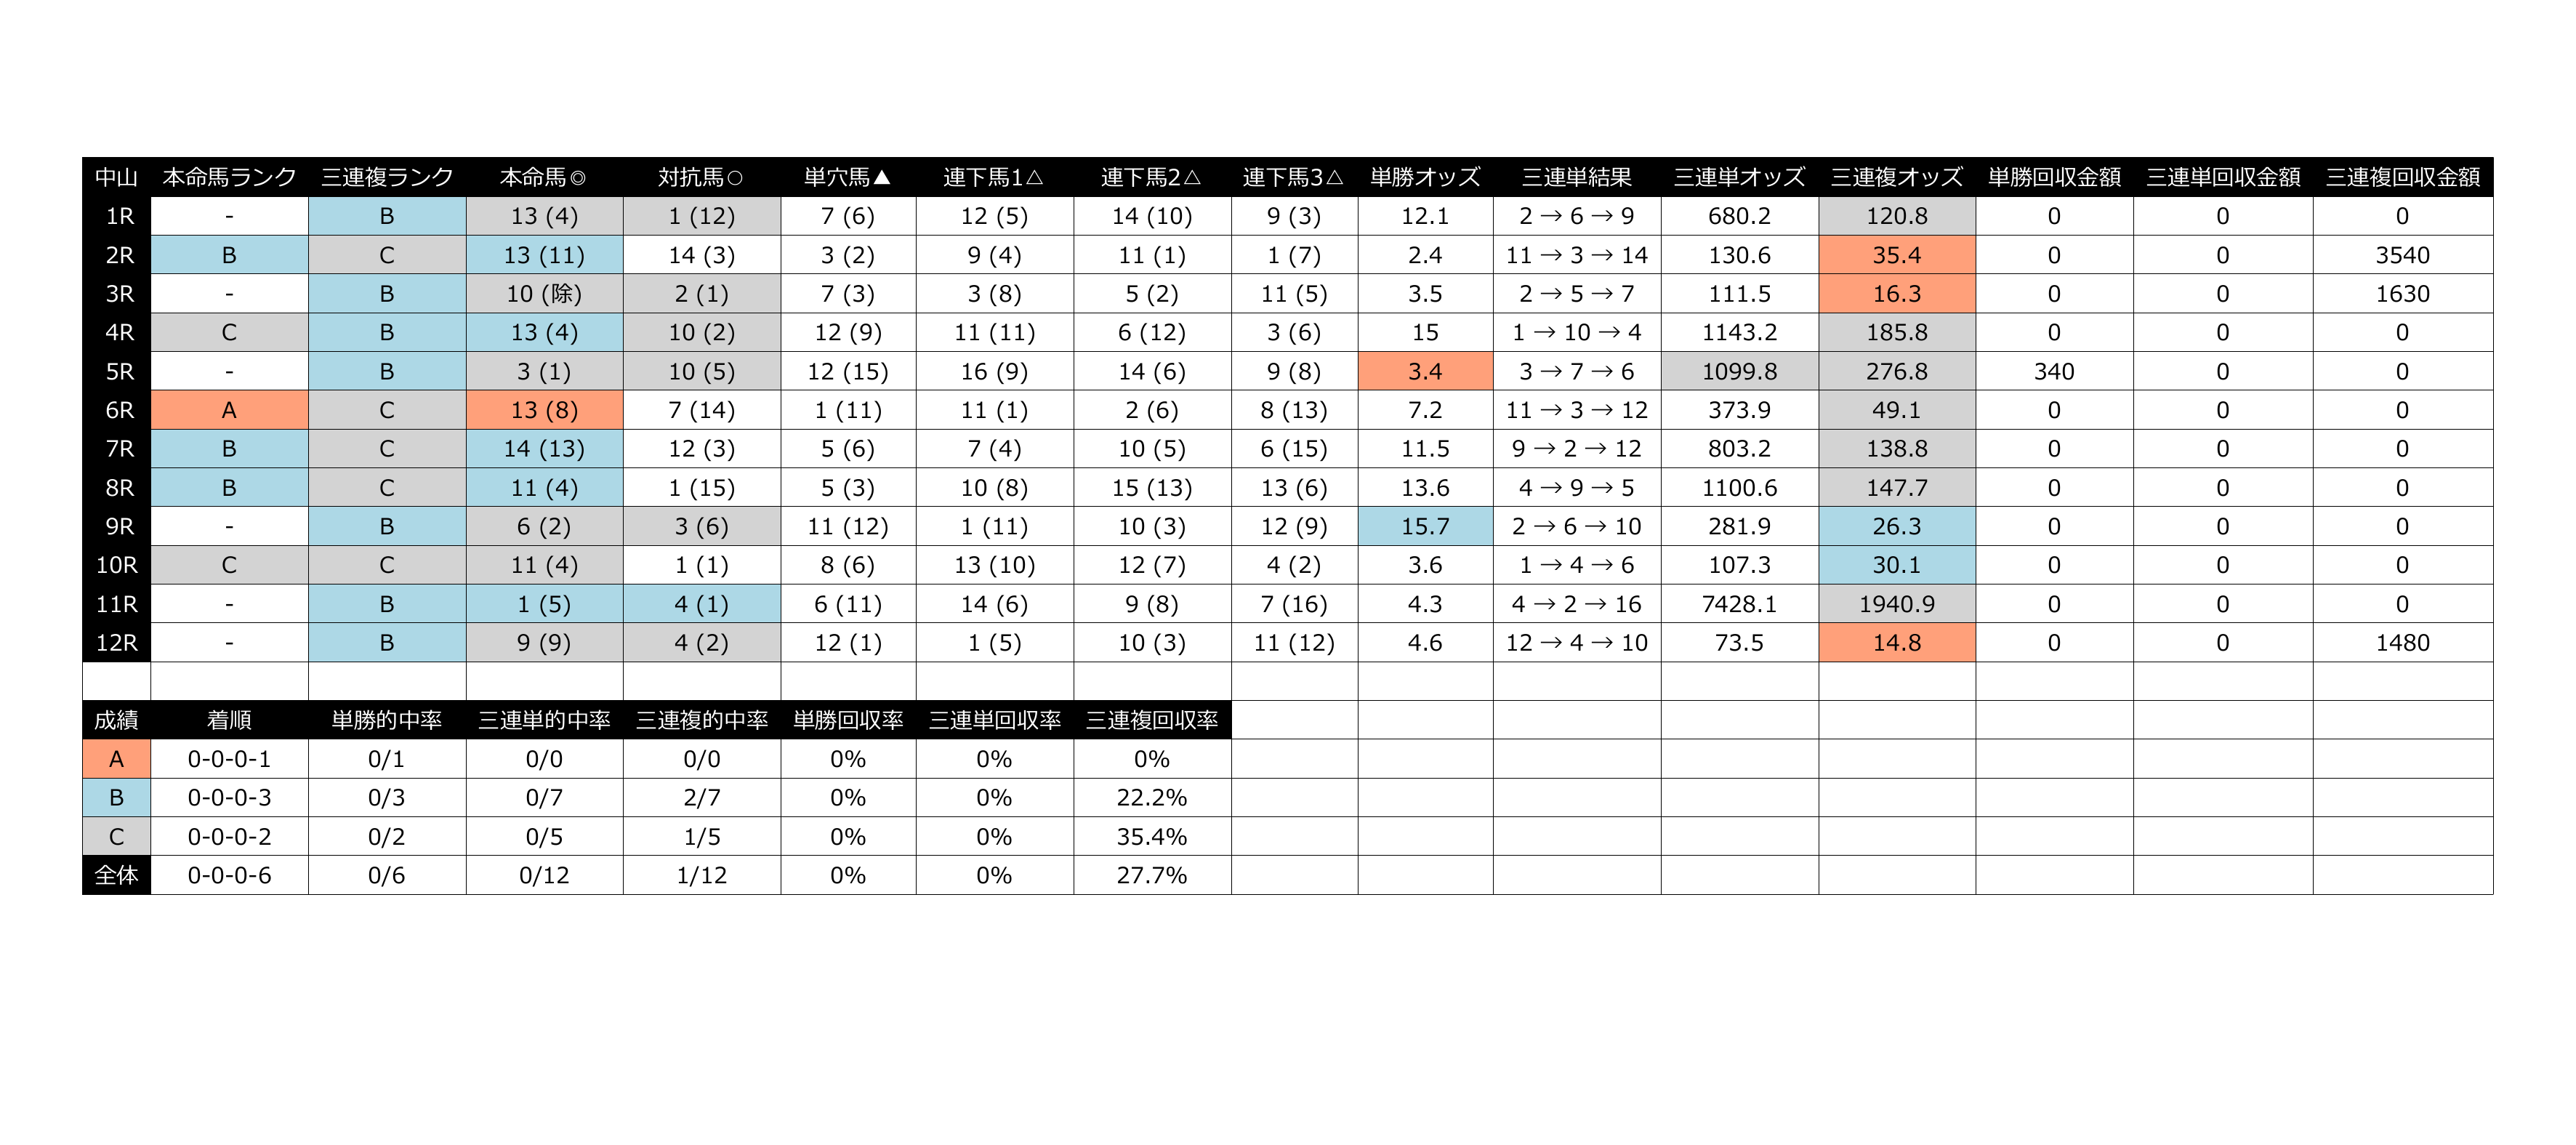 中山 本命馬ランク 三連複ランク 本命馬◎ 対抗馬○ 単穴馬▲ 連下馬1△ 連下馬2△ 連下馬3△ 単勝オッズ 三連単結果 三連単オッズ 三連複オッズ 単勝回収金額 三連単回収金額 三連複回収金額
1R - B 13 (4) 1 (12) 7 (6) 12 (5) 14 (10) 9 (3) 12.1 2 → 6 → 9 680.2 120.8 0 0 0
2R B C 13 (11) 14 (3) 3 (2) 9 (4) 11 (1) 1 (7) 2.4 11 → 3 → 14 130.6 35.4 0 0 3540
3R - B 10 (除) 2 (1) 7 (3) 3 (8) 5 (2) 11 (5) 3.5 2 → 5 → 7 111.5 16.3 0 0 1630
4R C B 13 (4) 10 (2) 12 (9) 11 (11) 6 (12) 3 (6) 15 1 → 10 → 4 1143.2 185.8 0 0 0
5R - B 3 (1) 10 (5) 12 (15) 16 (9) 14 (6) 9 (8) 3.4 3 → 7 → 6 1099.8 276.8 340 0 0
6R A C 13 (8) 7 (14) 1 (11) 11 (1) 2 (6) 8 (13) 7.2 11 → 3 → 12 373.9 49.1 0 0 0
7R B C 14 (13) 12 (3) 5 (6) 7 (4) 10 (5) 6 (15) 11.5 9 → 2 → 12 803.2 138.8 0 0 0
8R B C 11 (4) 1 (15) 5 (3) 10 (8) 15 (13) 13 (6) 13.6 4 → 9 → 5 1100.6 147.7 0 0 0
9R - B 6 (2) 3 (6) 11 (12) 1 (11) 10 (3) 12 (9) 15.7 2 → 6 → 10 281.9 26.3 0 0 0
10R C C 11 (4) 1 (1) 8 (6) 13 (10) 12 (7) 4 (2) 3.6 1 → 4 → 6 107.3 30.1 0 0 0
11R - B 1 (5) 4 (1) 6 (11) 14 (6) 9 (8) 7 (16) 4.3 4 → 2 → 16 7428.1 1940.9 0 0 0
12R - B 9 (9) 4 (2) 12 (1) 1 (5) 10 (3) 11 (12) 4.6 12 → 4 → 10 73.5 14.8 0 0 1480
成績 着順 単勝的中率 三連単的中率 三連複的中率 単勝回収率 三連単回収率 三連複回収率
A 0-0-0-1 0/1 0/0 0/0 0% 0% 0%
B 0-0-0-3 0/3 0/7 2/7 0% 0% 22.2%
C 0-0-0-2 0/2 0/5 1/5 0% 0% 35.4%
全体 0-0-0-6 0/6 0/12 1/12 0% 0% 27.7%